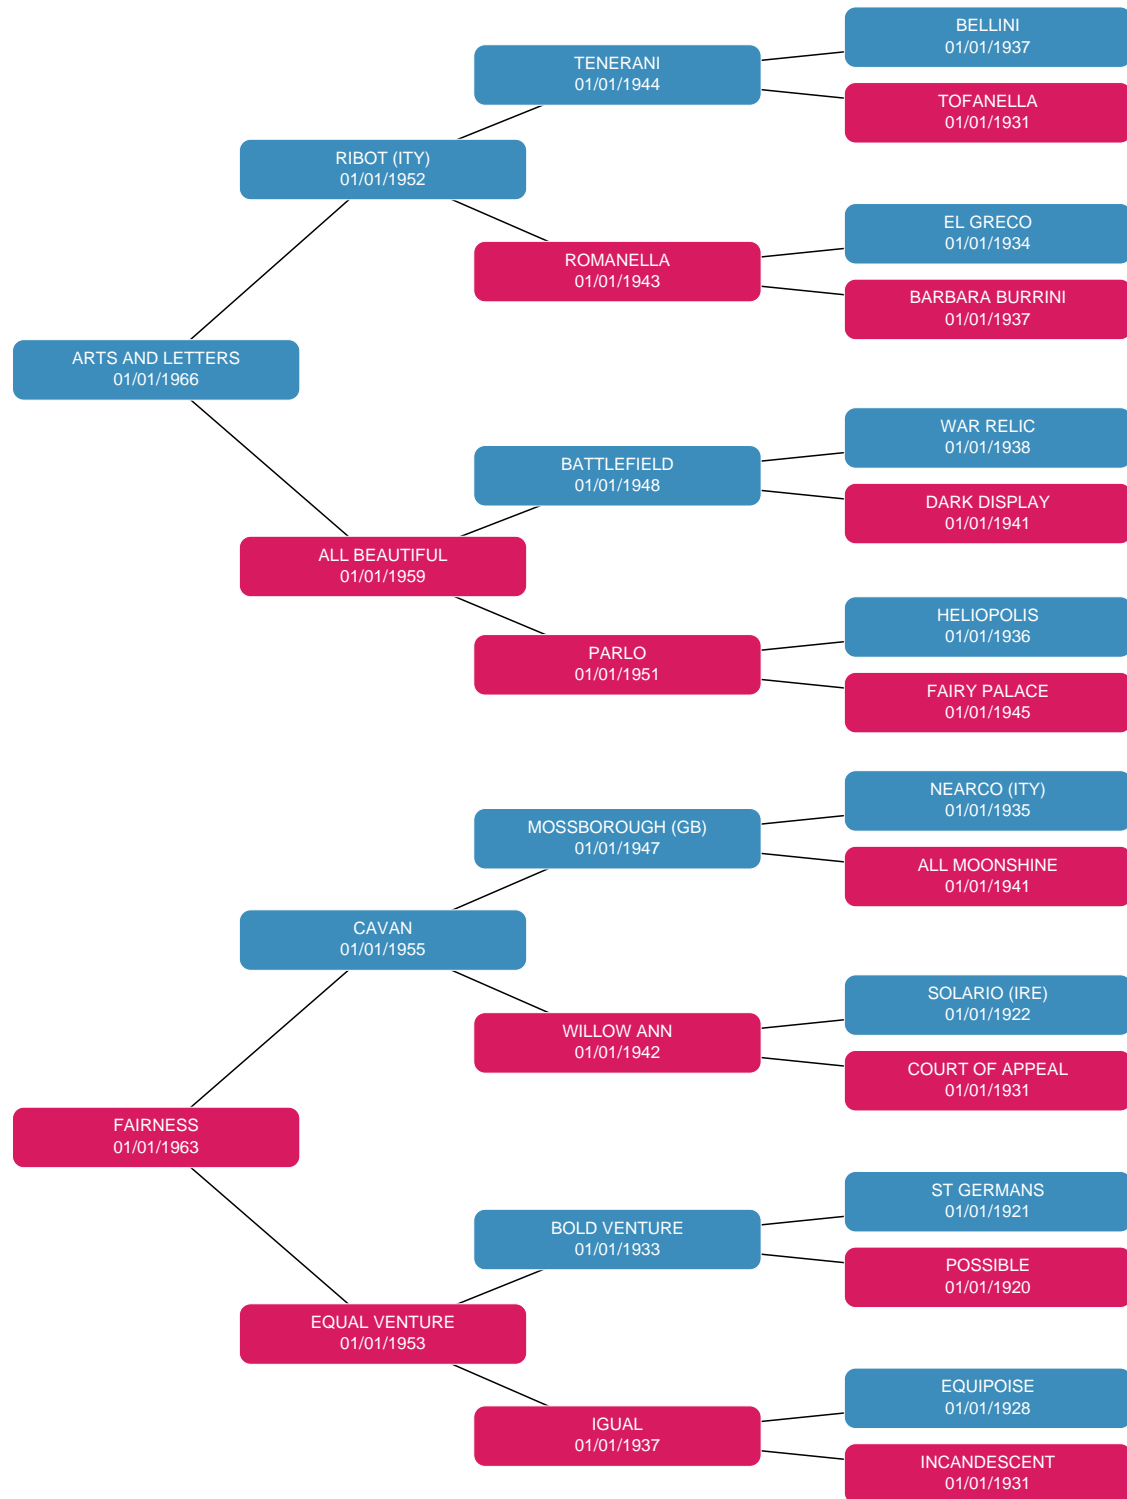 BELLINI
01/01/1937
TENERANI
01/01/1944
TOFANELLA
01/01/1931
RIBOT (ITY)
01/01/1952
EL GRECO
01/01/1934
ROMANELLA
01/01/1943
BARBARA BURRINI
01/01/1937
ARTS AND LETTERS
01/01/1966
WAR RELIC
01/01/1938
BATTLEFIELD
01/01/1948
DARK DISPLAY
01/01/1941
ALL BEAUTIFUL
01/01/1959
HELIOPOLIS
01/01/1936
PARLO
01/01/1951
FAIRY PALACE
01/01/1945
NEARCO (ITY)
01/01/1935
MOSSBOROUGH (GB)
01/01/1947
ALL MOONSHINE
01/01/1941
CAVAN
01/01/1955
SOLARIO (IRE)
01/01/1922
WILLOW ANN
01/01/1942
COURT OF APPEAL
01/01/1931
FAIRNESS
01/01/1963
ST GERMANS
01/01/1921
BOLD VENTURE
01/01/1933
POSSIBLE
01/01/1920
EQUAL VENTURE
01/01/1953
EQUIPOISE
01/01/1928
IGUAL
01/01/1937
INCANDESCENT
01/01/1931